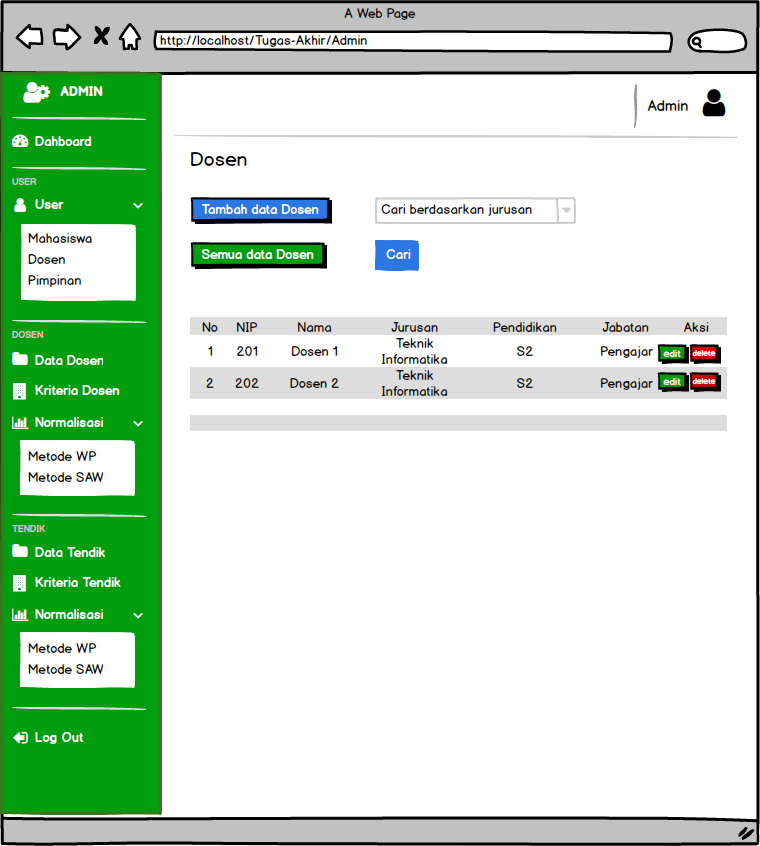 A Web Page
http://localhost/Tugas-Akhir/Admin
ADMIN
Dahboard
USER
User
Mahasiswa
Dosen
Pimpinan
DOSEN
Data Dosen
Kriteria Dosen
Normalisasi
Metode WP
Metode SAW
TENDIK
Data Tendik
Kriteria Tendik
Normalisasi
Metode WP
Metode SAW
Log Out
Admin
Dosen
Tambah data Dosen
Cari berdasarkan jurusan
Semua data Dosen
Cari
No NIP Nama Jurusan Pendidikan Jabatan Aksi
1 201 Dosen 1 Teknik Informatika S2 Pengajar edit delete
2 202 Dosen 2 Teknik Informatika S2 Pengajar edit delete